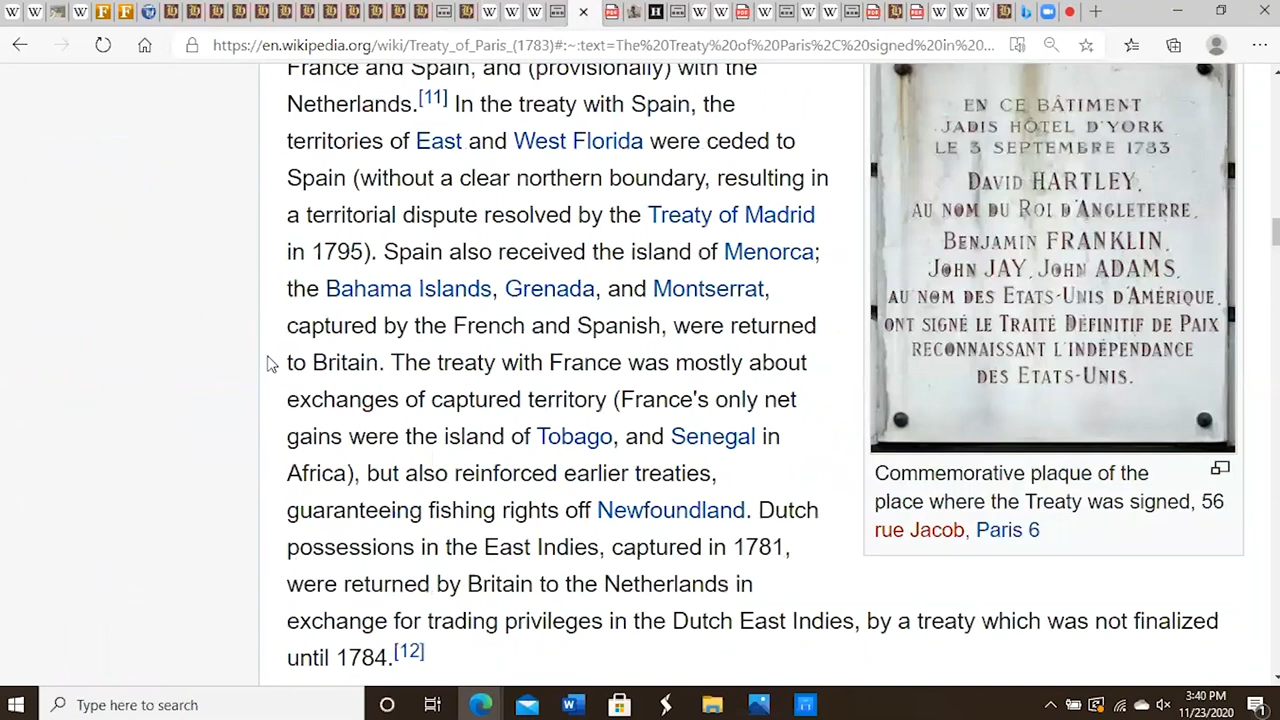 https://en.wikipedia.org/wiki/Treaty_of_Paris_(1783)#:~:text=The%20Treaty%20of%20Paris%2C%20signed%20in%20...
France and Spain, and (provisionally) with the
Netherlands.[11] In the treaty with Spain, the
territories of East and West Florida were ceded to
Spain (without a clear northern boundary, resulting in
a territorial dispute resolved by the Treaty of Madrid
in 1795). Spain also received the island of Menorca;
the Bahama Islands, Grenada, and Montserrat,
captured by the French and Spanish, were returned
to Britain. The treaty with France was mostly about
exchanges of captured territory (France's only net
gains were the island of Tobago, and Senegal in
Africa), but also reinforced earlier treaties,
guaranteeing fishing rights off Newfoundland. Dutch
possessions in the East Indies, captured in 1781,
were returned by Britain to the Netherlands in
exchange for trading privileges in the Dutch East Indies, by a treaty which was not finalized
until 1784.[12]
EN CE BÂTIMENT
JADIS HÔTEL D'YORK
LE 3 SEPTEMBRE 1783
DAVID HARTLEY,
AU NOM DU ROI D'ANGLETERRE,
BENJAMIN FRANKLIN,
JOHN JAY, JOHN ADAMS,
AU NOM DES ETATS-UNIS D'AMÉRIQUE,
ONT SIGNÉ LE TRAITÉ DÉFINITIF DE PAIX
RECONNAISSANT L'INDÉPENDANCE
DES ETATS-UNIS.
Commemorative plaque of the
place where the Treaty was signed, 56
rue Jacob, Paris 6
Type here to search
3:40 PM
11/23/2020